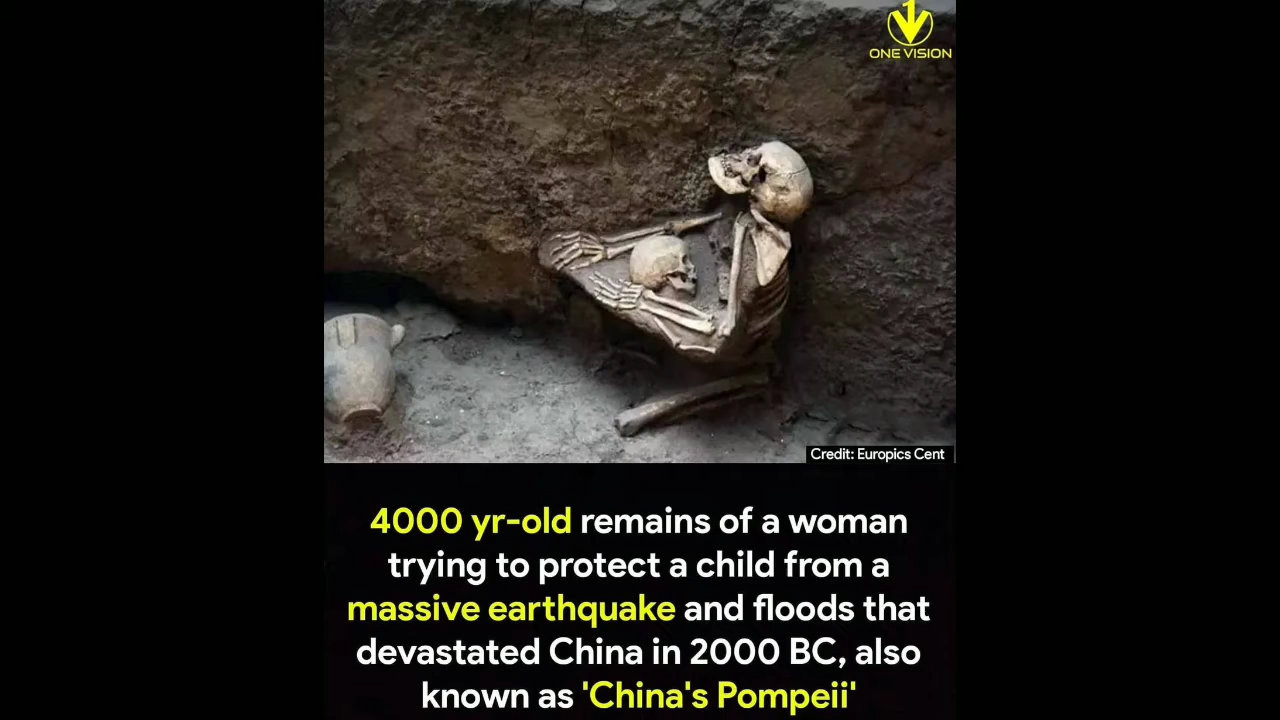 1
ONE VISION
Credit: Europics Cent
4000 yr-old remains of a woman
trying to protect a child from a
massive earthquake and floods that
devastated China in 2000 BC, also
known as 'China's Pompeii'